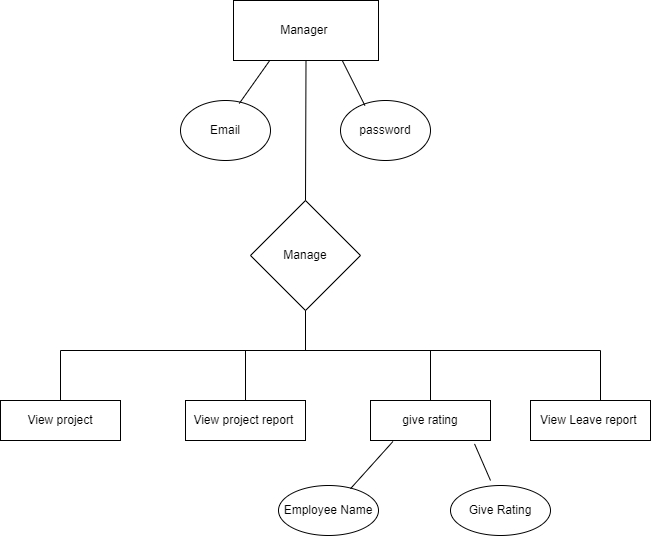 Manager
Email
password
Manage
View project
View project report
give rating
View Leave report
Employee Name
Give Rating